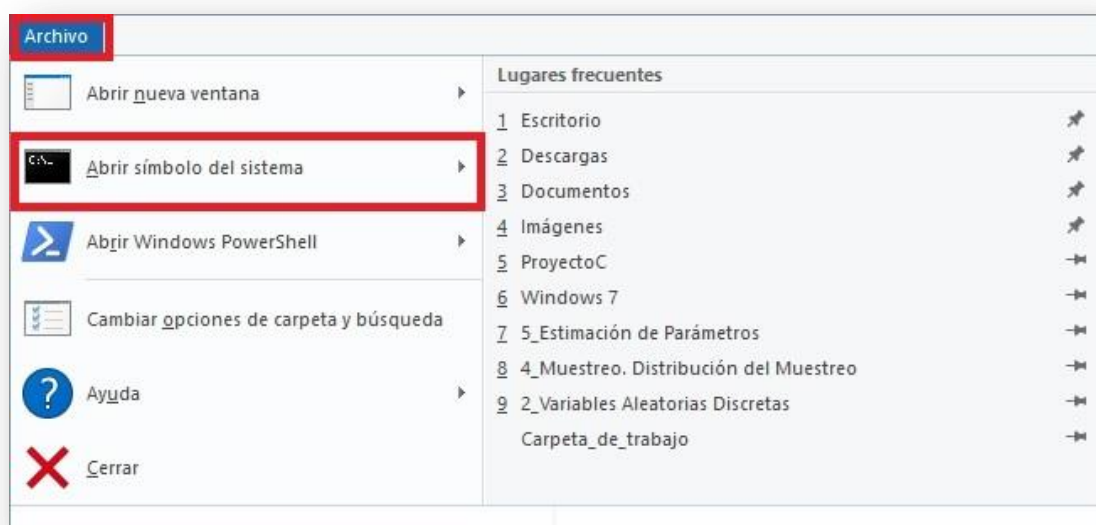 Archivo
Abrir nueva ventana
C:\_
Abrir símbolo del sistema
Abrir Windows PowerShell
Cambiar opciones de carpeta y búsqueda
Ayuda
Cerrar
Lugares frecuentes
1 Escritorio
2 Descargas
3 Documentos
4 Imágenes
5 ProyectoC
6 Windows 7
7 5_Estimación de Parámetros
8 4_Muestreo. Distribución del Muestreo
9 2_Variables Aleatorias Discretas
Carpeta_de_trabajo